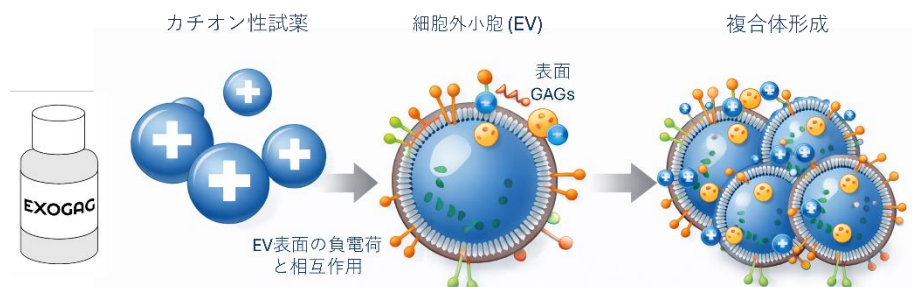 カチオン性試薬
細胞外小胞 (EV)
複合体形成
表面
GAGs
EXOGAG
EV表面の負電荷
と相互作用